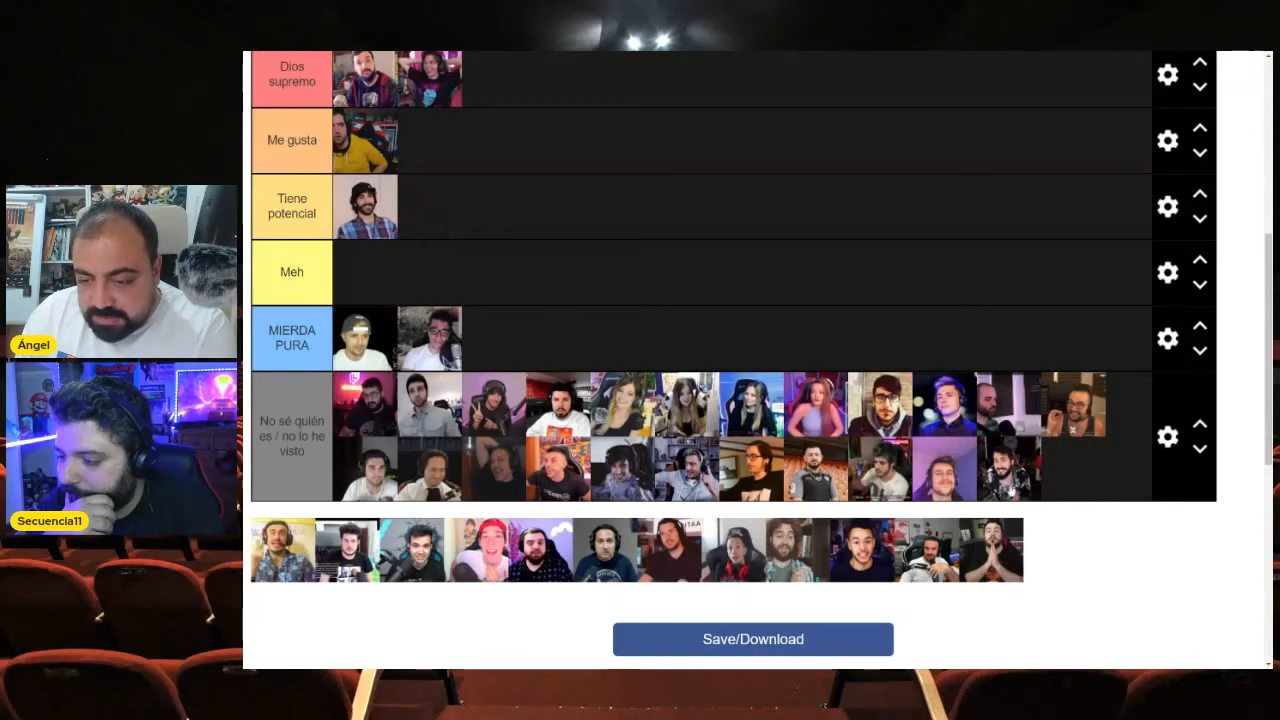 Dios
supremo
Me gusta
Tiene
potencial
Meh
MIERDA
PURA
No sé quién
es / no lo he
visto
Ángel
Secuencia11
Save/Download